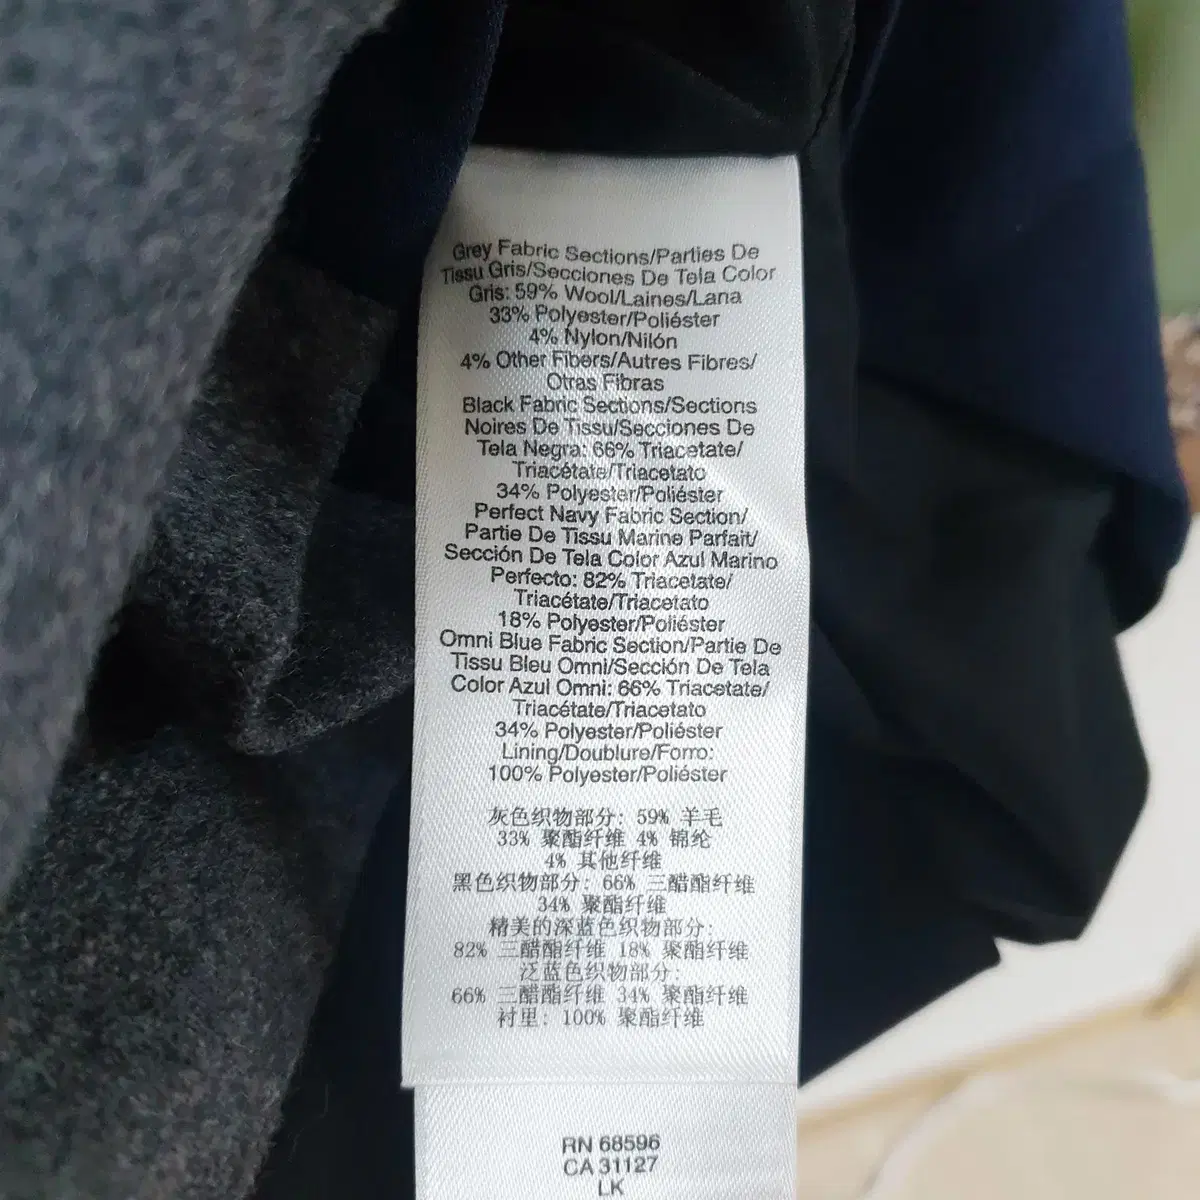 Grey Fabric Sections/Parties De
Tissu Gris/Secciones De Tela Color
Gris: 59% Wool/Laines/Lana
33% Polyester/Poliéster
4% Nylon/Nilón
4% Other Fibers/Autres Fibres/
Otras Fibras
Black Fabric Sections/Sections
Noires De Tissu/Secciones De
Tela Negra: 66% Triacetate/
Triacétate/Triacetato
34% Polyester/Poliéster
Perfect Navy Fabric Section/
Partie De Tissu Marine Parfait/
Sección De Tela Color Azul Marino
Perfecto: 82% Triacetate/
Triacétate/Triacetato
18% Polyester/Poliéster
Omni Blue Fabric Section/Partie De
Tissu Bleu Omni/Sección De Tela
Color Azul Omni: 66% Triacetate/
Triacétate/Triacetato
34% Polyester/Poliéster
Lining/Doublure/Forro:
100% Polyester/Poliéster
灰色织物部分: 59% 羊毛
33% 聚酯纤维 4% 锦纶
4% 其他纤维
黑色织物部分: 66% 三醋酯纤维
34% 聚酯纤维
精美的深蓝色织物部分:
82% 三醋酯纤维 18% 聚酯纤维
泛蓝色织物部分:
66% 三醋酯纤维 34% 聚酯纤维
衬里: 100% 聚酯纤维
RN 68596
CA 31127
LK